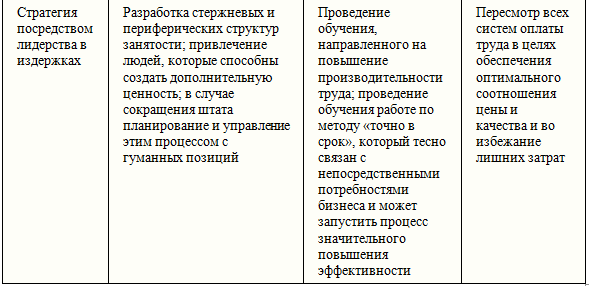 Стратегия
посредством
лидерства в
издержках
Разработка стержневых и
периферических структур
занятости; привлечение
людей, которые способны
создать дополнительную
ценность; в случае
сокращения штата
планирование и управление
этим процессом с
гуманных позиций
Проведение
обучения,
направленного на
повышение
производительности
труда; проведение
обучения работе по
методу «точно в
срок», который тесно
связан с
непосредственными
потребностями
бизнеса и может
запустить процесс
значительного
повышения
эффективности
Пересмотр всех
систем оплаты
труда в целях
обеспечения
оптимального
соотношения
цены и
качества и во
избежание
лишних затрат